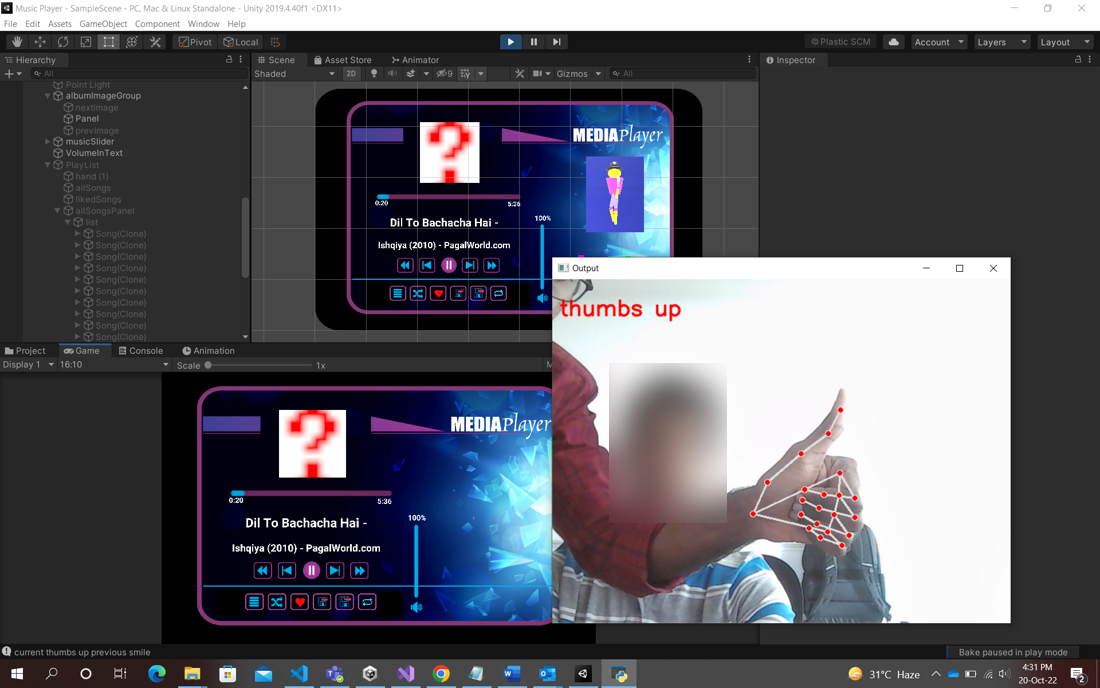 Music Player - SampleScene - PC, Mac & Linux Standalone - Unity 2019.4.40f1 <DX11>
File Edit Assets GameObject Component Window Help
Pivot Local Plastic SCM Account Layers Layout
Hierarchy Scene Asset Store Animator Inspector
All Shaded 2D 9 Gizmos All
Point Light
albumImageGroup
nextImage
Panel
prevImage
musicSlider
VolumeInText
PlayList
hand (1)
allSongs
likedSongs
allSongsPanel
list
Song(Clone)
Song(Clone)
Song(Clone)
Song(Clone)
Song(Clone)
Song(Clone)
Song(Clone)
Song(Clone)
Song(Clone)
Song(Clone)
MEDIAPlayer
?
0:20 5:36
Dil To Bachacha Hai -
100%
Ishqiya (2010) - PagalWorld.com
Output
thumbs up
Project Game Console Animation
Display 1 16:10 Scale 1x M
MEDIAPlayer
?
0:20 5:36
Dil To Bachacha Hai -
100%
Ishqiya (2010) - PagalWorld.com
current thumbs up previous smile
Bake paused in play mode
31°C Haze
4:31 PM
20-Oct-22
2